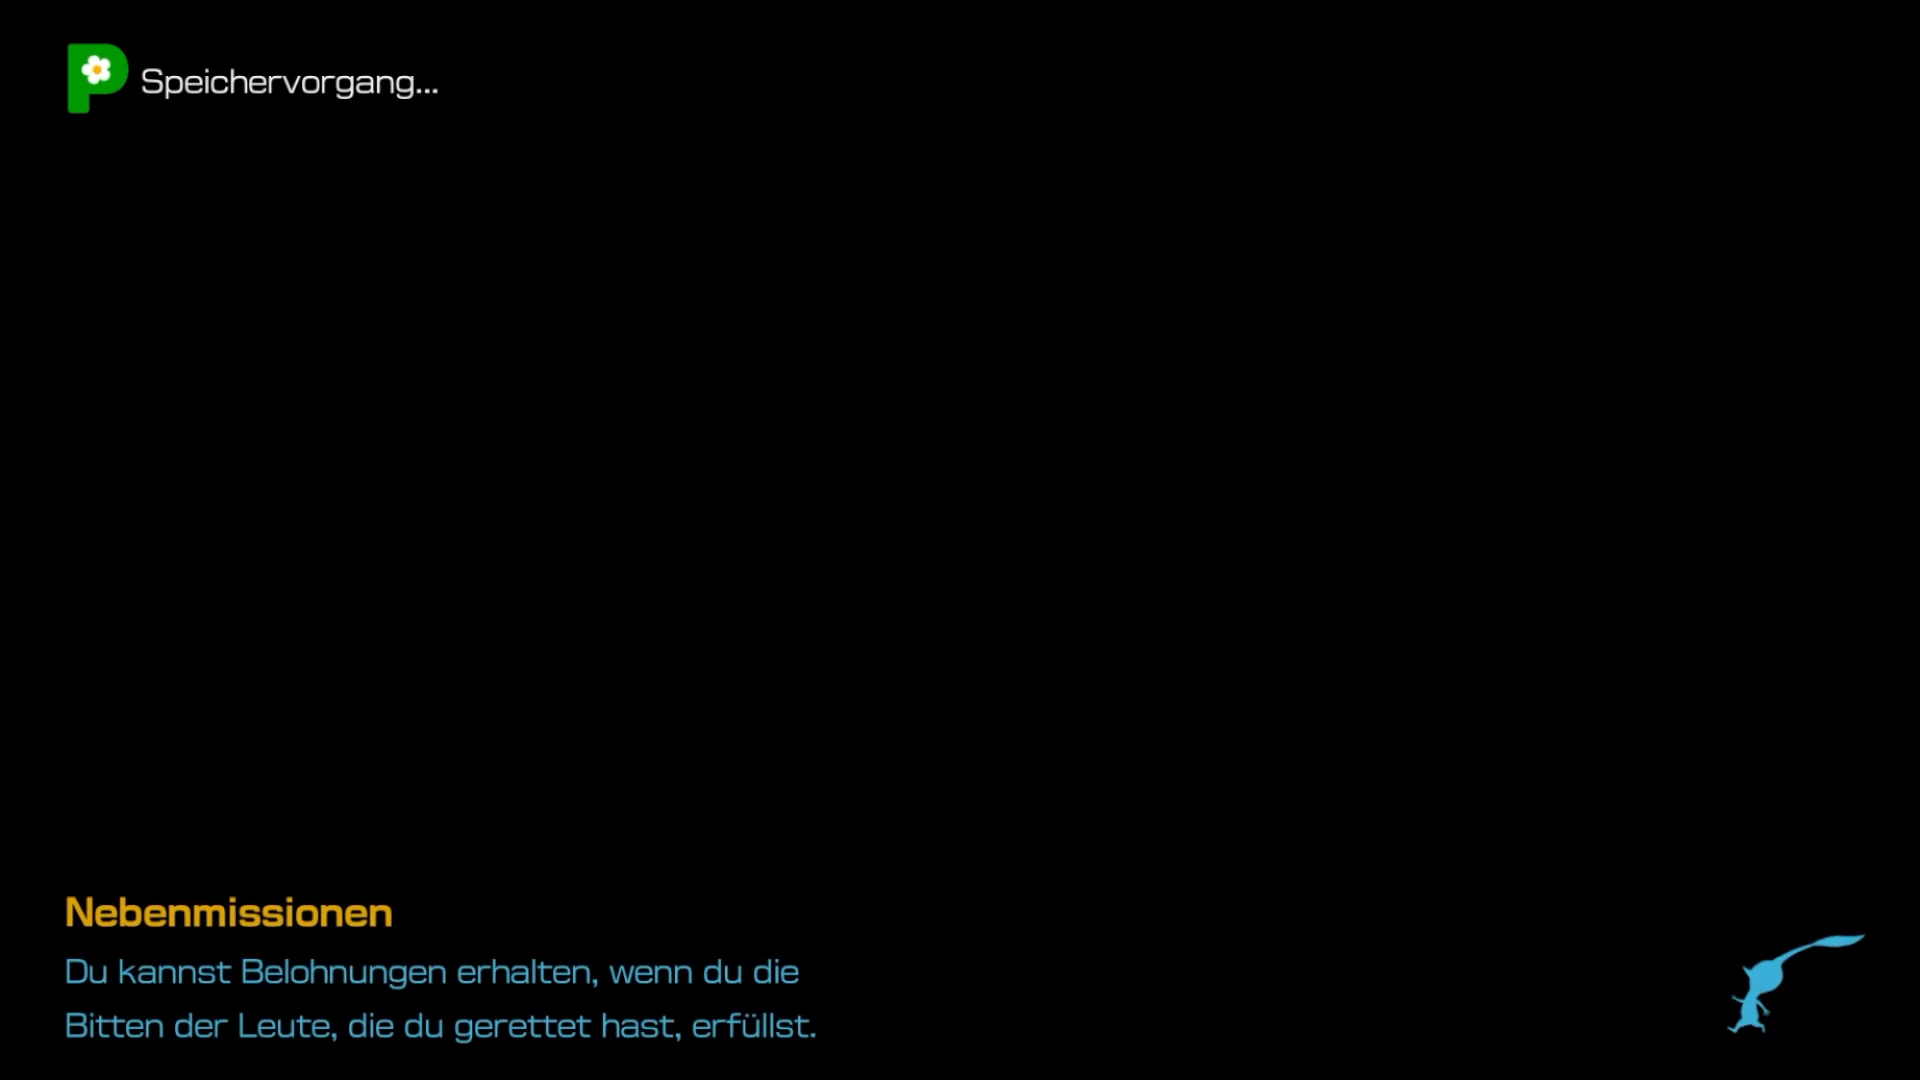 Speichervorgang...
Nebenmissionen
Du kannst Belohnungen erhalten, wenn du die
Bitten der Leute, die du gerettet hast, erfüllst.